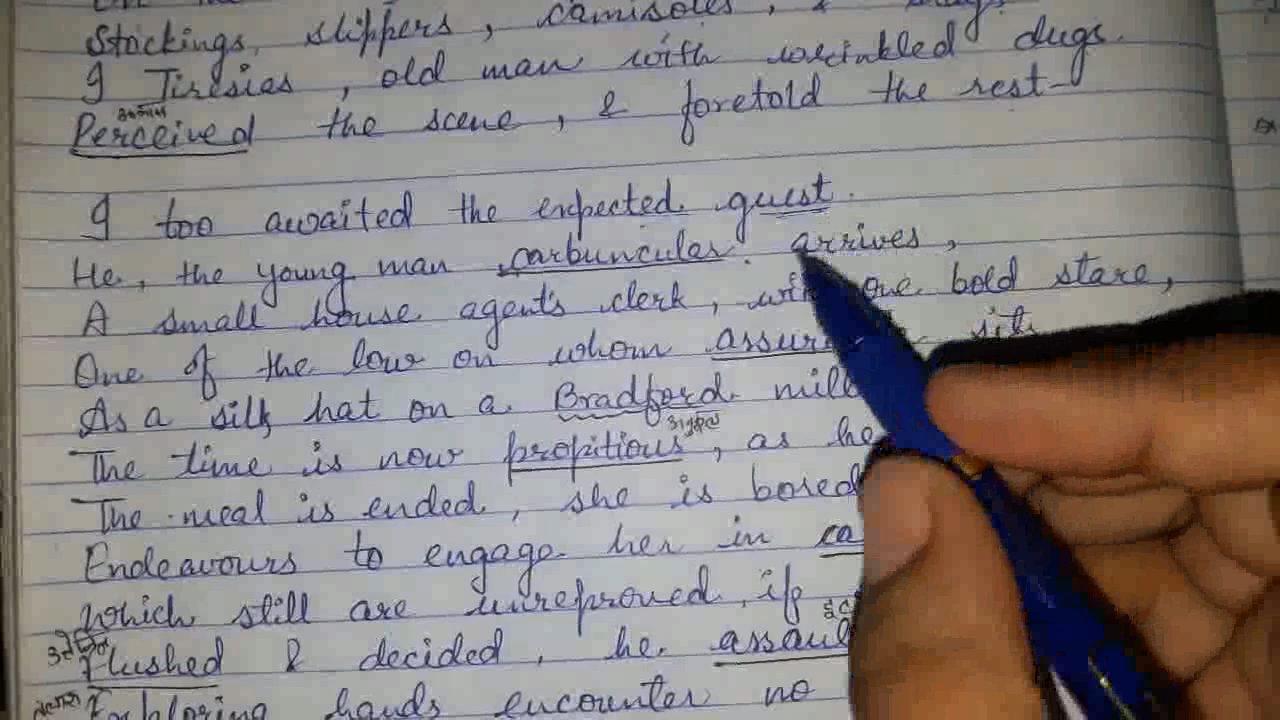 Stockings, slippers, camisoles, &
I Tiresias, old man with wrinkled dugs.
Perceived the scene, & foretold the rest-
I too awaited the expected guest.
He, the young man carbuncular. arrives,
A small house agent's clerk, with one bold stare,
One of the low on whom assur sits
As a silk hat on a Bradford mill
अनुकूल
The time is now propitious, as he
The meal is ended, she is bored
Endeavours to engage her in ca
Which still are unreproved, if
Flushed & decided, he assaul
Exploring hands encounter no